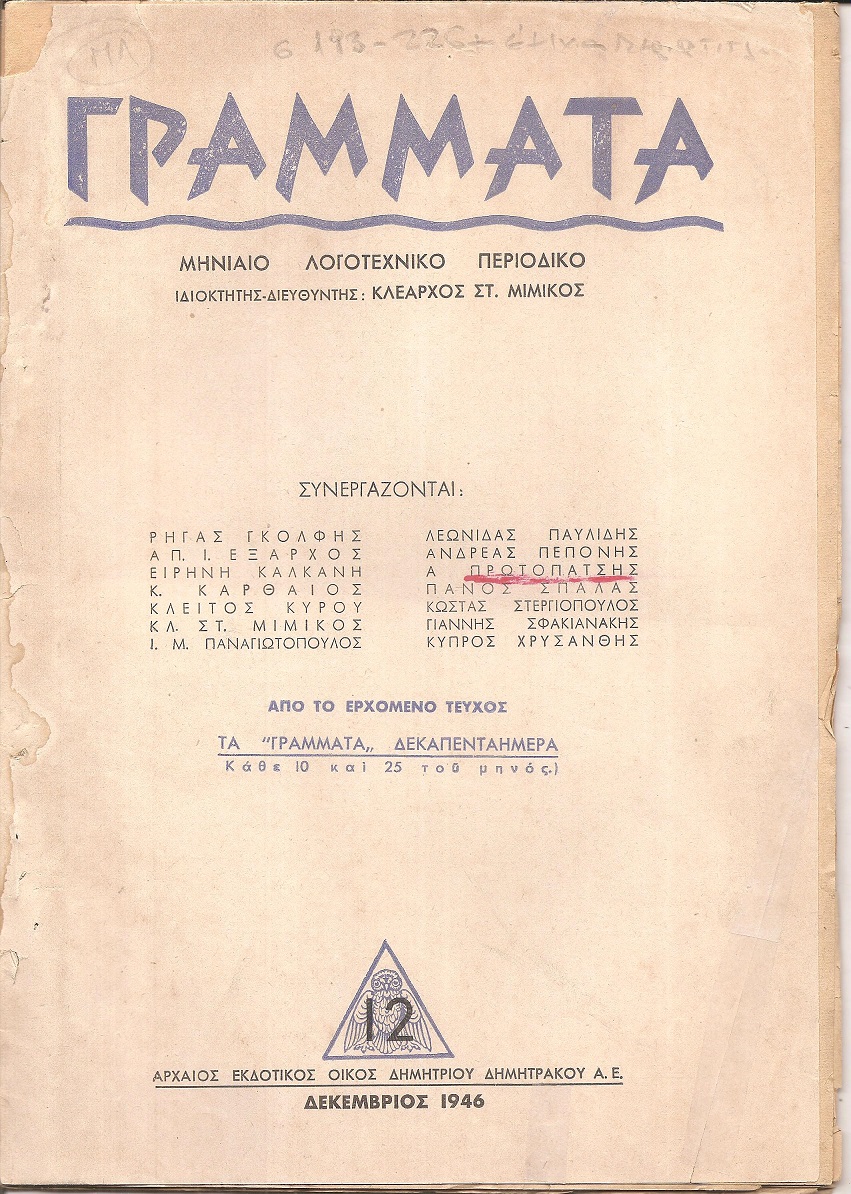 111
ΓΡΑΜΜΑΤΑ
ΜΗΝΙΑΙΟ ΛΟΓΟΤΕΧΝΙΚΟ ΠΕΡΙΟΔΙΚΟ
ΙΔΙΟΚΤΗΤΗΣ-ΔΙΕΥΘΥΝΤΗΣ: ΚΛΕΑΡΧΟΣ ΣΤ. ΜΙΜΙΚΟΣ
ΣΥΝΕΡΓΑΖΟΝΤΑΙ:
ΡΗΓΑΣ ΓΚΟΛΦΗΣ
ΑΠ. Ι. ΕΞΑΡΧΟΣ
ΕΙΡΗΝΗ ΚΑΛΚΑΝΗ
Κ. ΚΑΡΘΑΙΟΣ
ΚΛΕΙΤΟΣ ΚΥΡΟΥ
ΚΛ. ΣΤ. ΜΙΜΙΚΟΣ
Ι. Μ. ΠΑΝΑΓΙΩΤΟΠΟΥΛΟΣ
ΛΕΩΝΙΔΑΣ ΠΑΥΛΙΔΗΣ
ΑΝΔΡΕΑΣ ΠΕΠΟΝΗΣ
Α ΠΡΩΤΟΠΑΤΣΗΣ
ΠΑΝΟΣ ΣΠΑΛΑΣ
ΚΩΣΤΑΣ ΣΤΕΡΓΙΟΠΟΥΛΟΣ
ΓΙΑΝΝΗΣ ΣΦΑΚΙΑΝΑΚΗΣ
ΚΥΠΡΟΣ ΧΡΥΣΑΝΘΗΣ
ΑΠΟ ΤΟ ΕΡΧΟΜΕΝΟ ΤΕΥΧΟΣ
ΤΑ "ΓΡΑΜΜΑΤΑ„ ΔΕΚΑΠΕΝΤΑΗΜΕΡΑ
Κάθε 10 καὶ 25 τοῦ μηνός.)
12
ΑΡΧΑΙΟΣ ΕΚΔΟΤΙΚΟΣ ΟΙΚΟΣ ΔΗΜΗΤΡΙΟΥ ΔΗΜΗΤΡΑΚΟΥ Α. Ε.
ΔΕΚΕΜΒΡΙΟΣ 1946